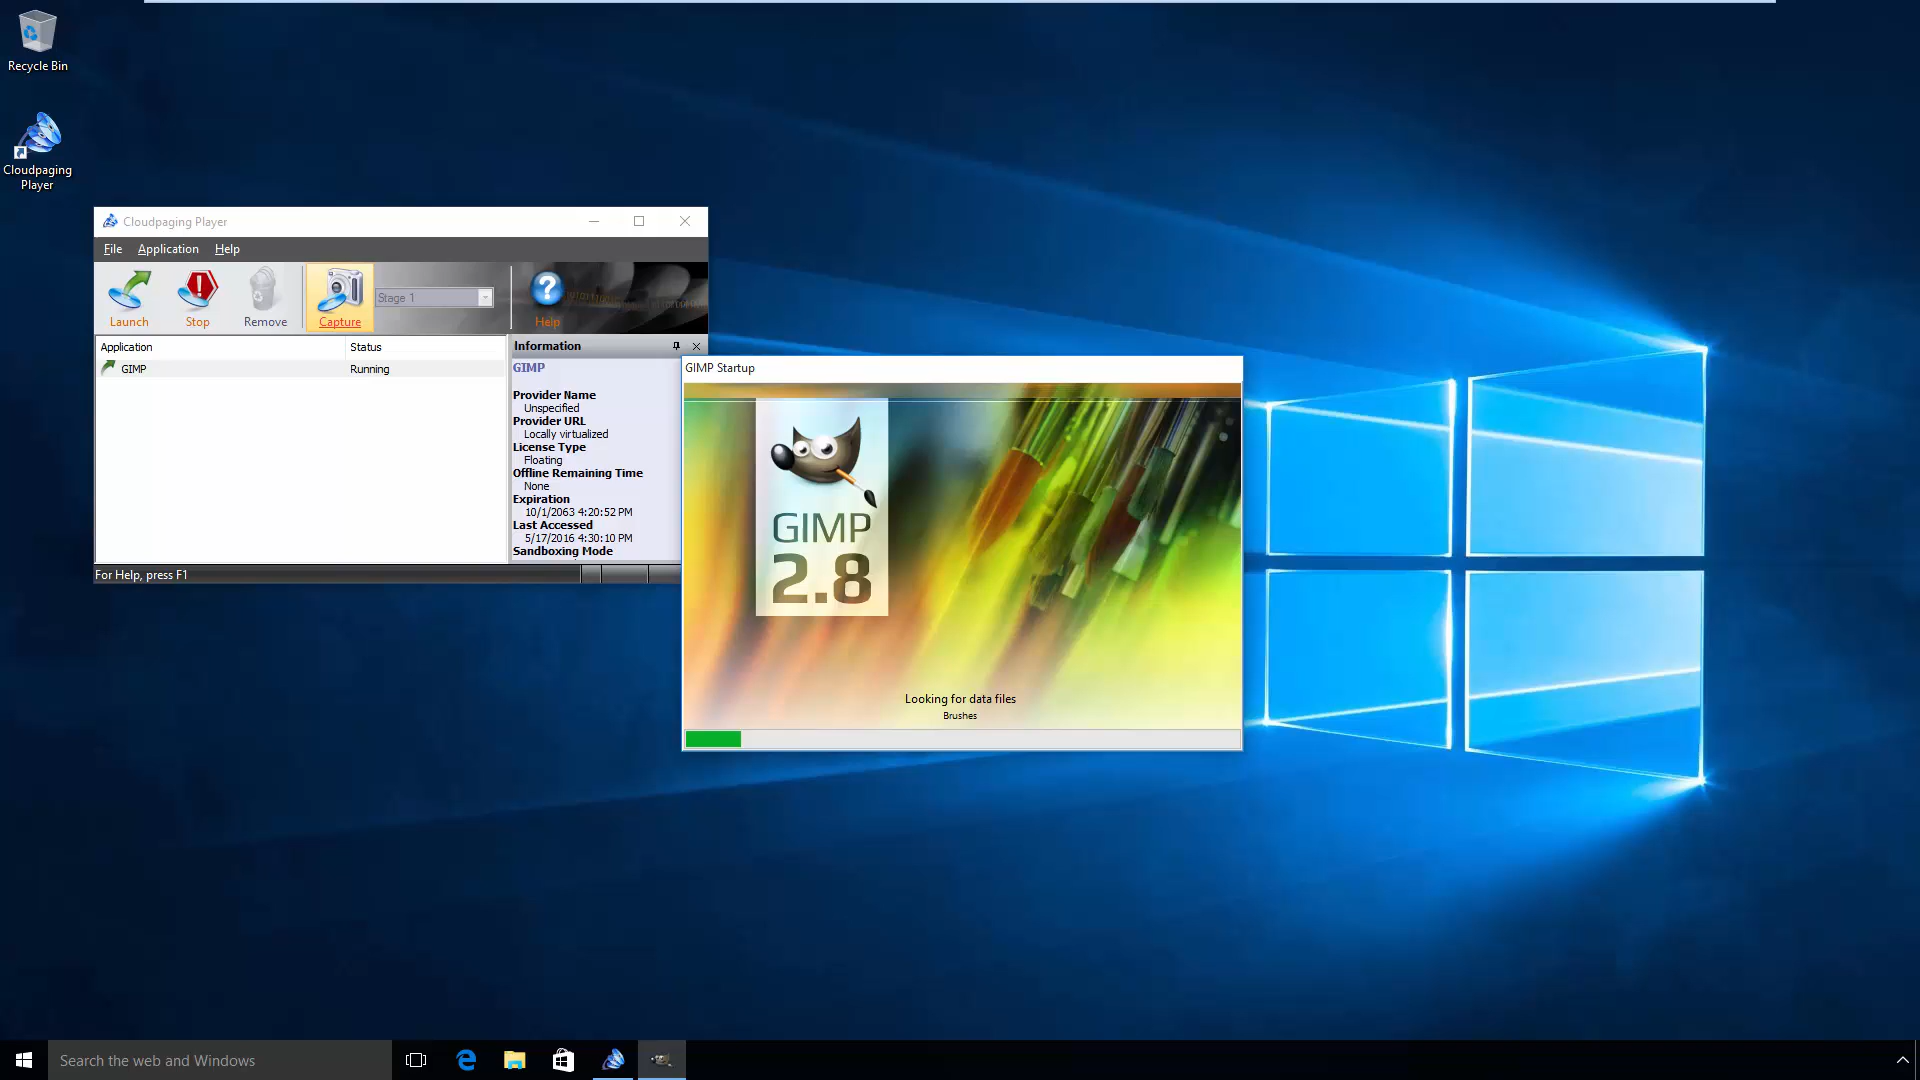 Recycle Bin
Cloudpaging
Player
Cloudpaging Player
File Application Help
Launch Stop Remove Capture Stage 1 Help
Application Status
GIMP Running
Information
GIMP
Provider Name
Unspecified
Provider URL
Locally virtualized
License Type
Floating
Offline Remaining Time
None
Expiration
10/1/2063 4:20:52 PM
Last Accessed
5/17/2016 4:30:10 PM
Sandboxing Mode
For Help, press F1
GIMP Startup
GIMP
2.8
Looking for data files
Brushes
Search the web and Windows